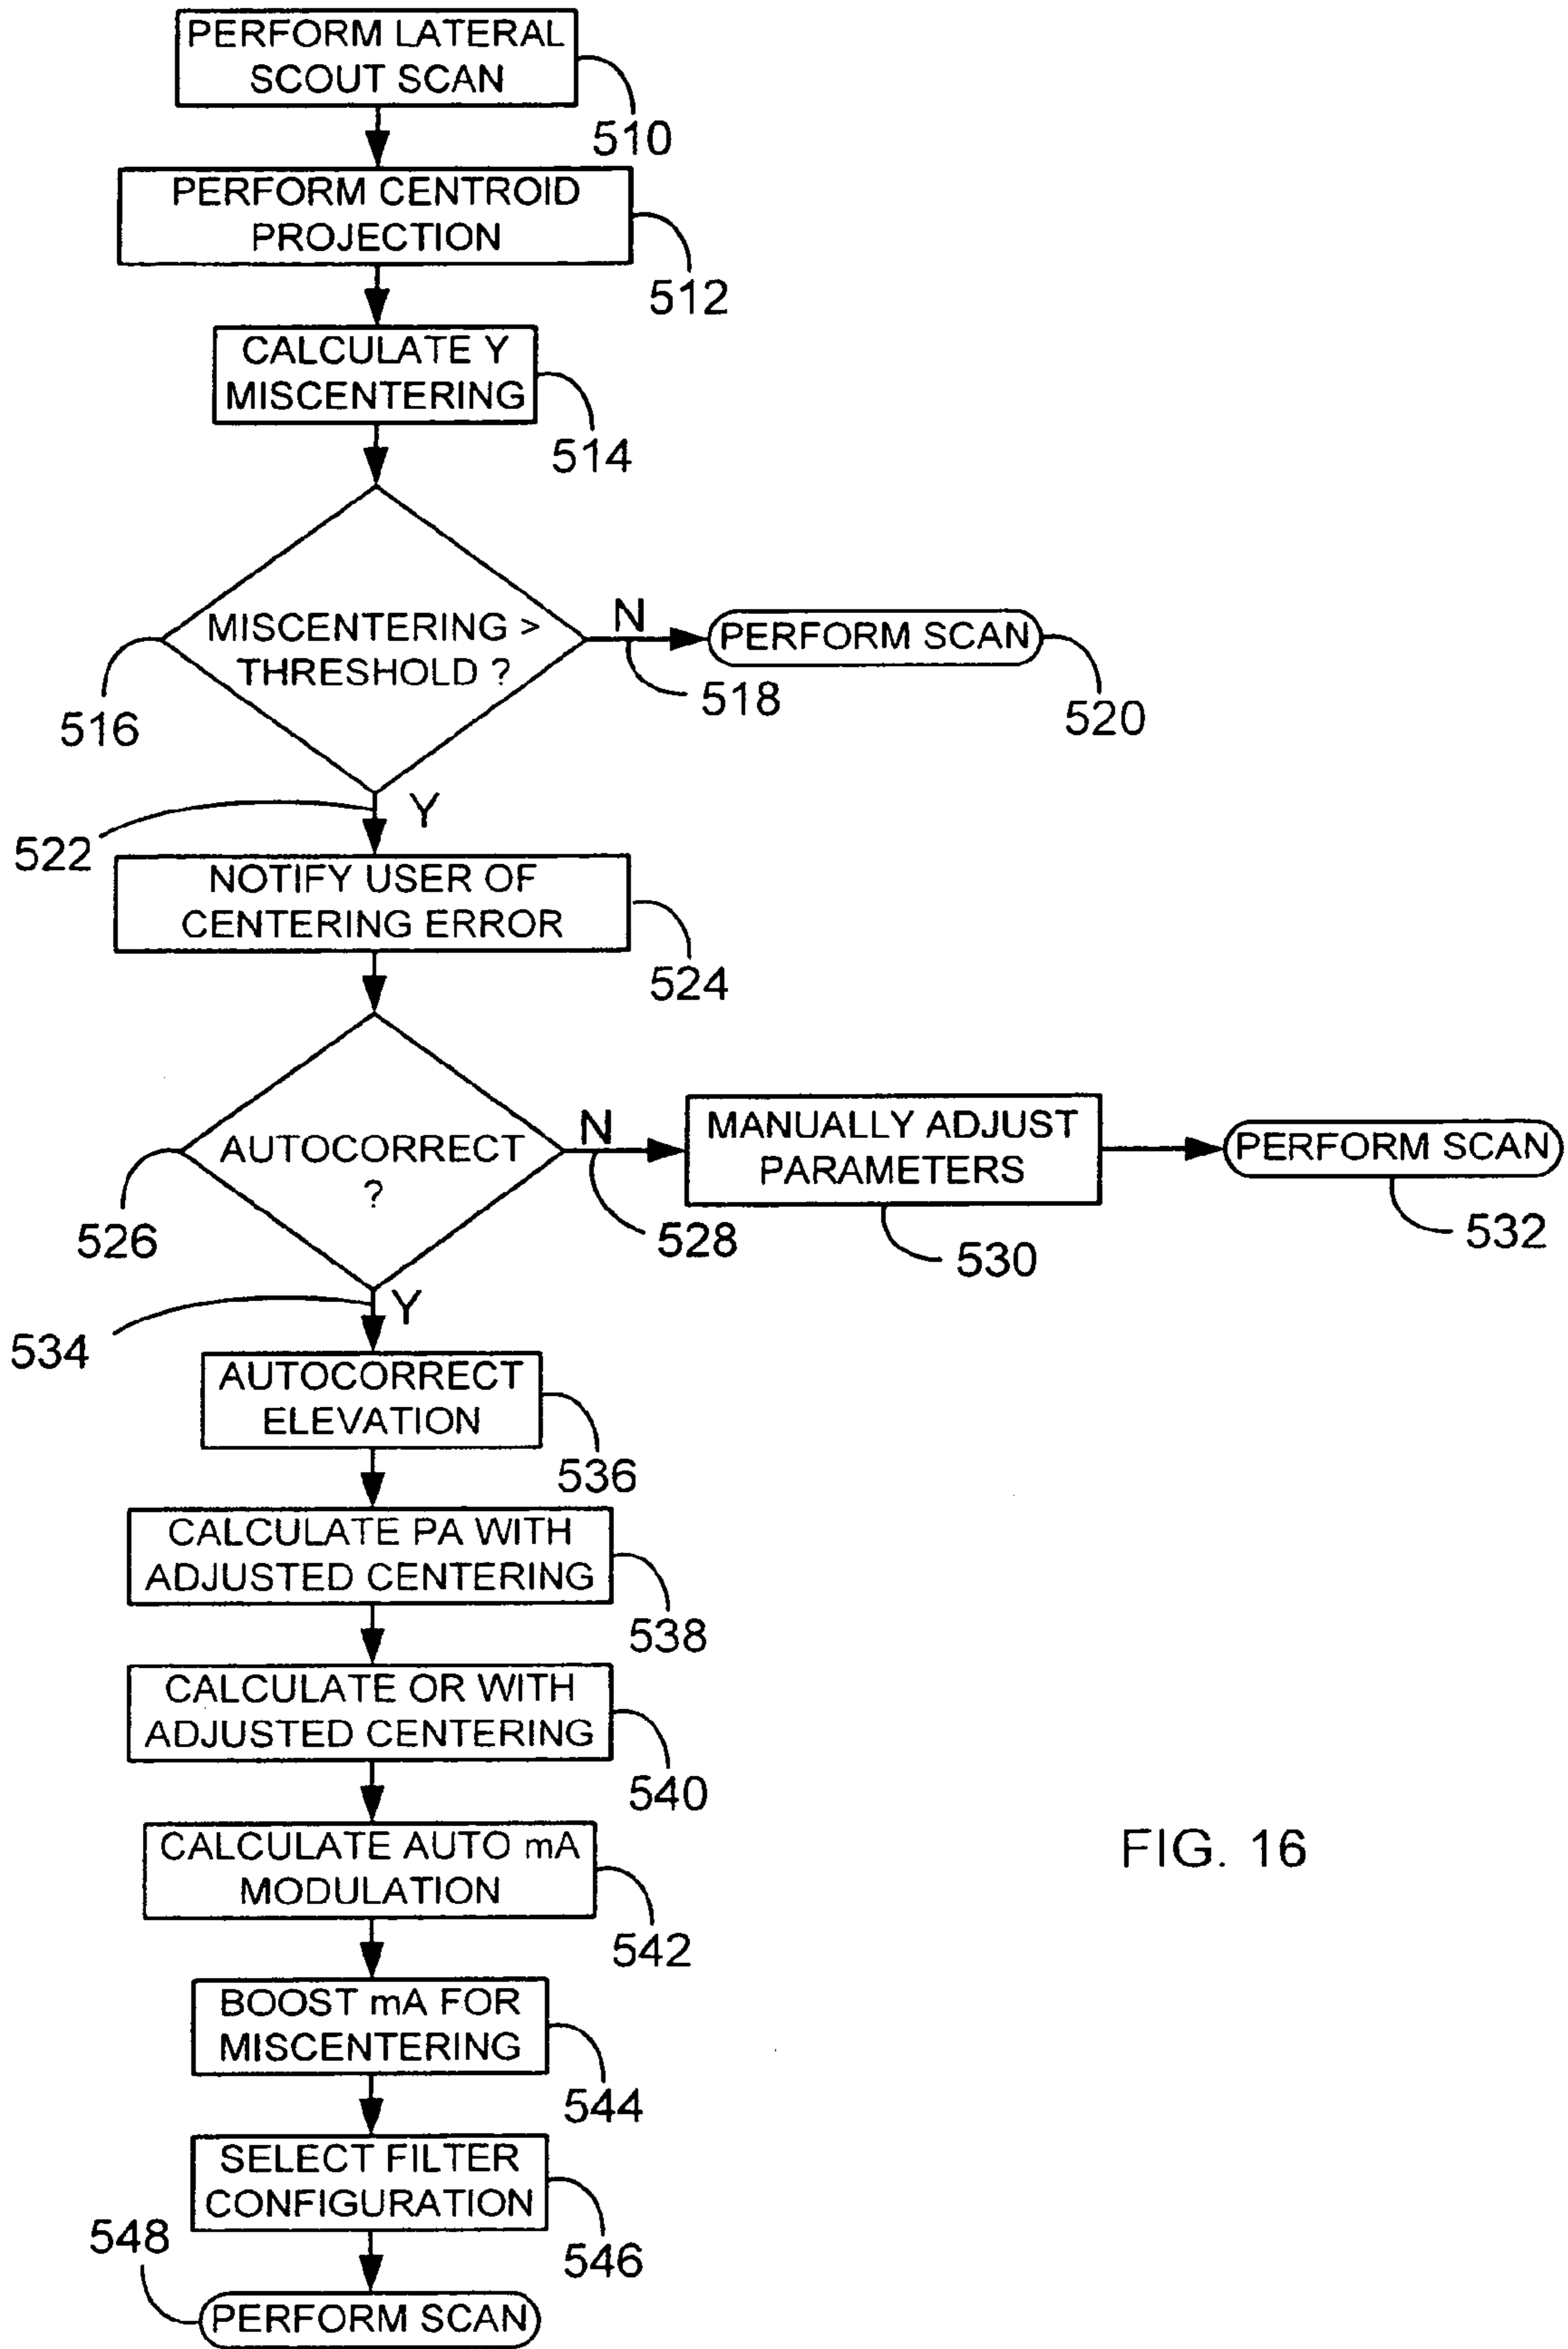 PERFORM LATERAL
SCOUT SCAN
510
PERFORM CENTROID
PROJECTION
512
CALCULATE Y
MISCENTERING
514
MISCENTERING >
THRESHOLD ?
516
N
518
PERFORM SCAN
520
522
Y
NOTIFY USER OF
CENTERING ERROR
524
AUTOCORRECT
?
526
N
528
MANUALLY ADJUST
PARAMETERS
530
PERFORM SCAN
532
534
Y
AUTOCORRECT
ELEVATION
536
CALCULATE PA WITH
ADJUSTED CENTERING
538
CALCULATE OR WITH
ADJUSTED CENTERING
540
CALCULATE AUTO mA
MODULATION
542
FIG. 16
BOOST mA FOR
MISCENTERING
544
SELECT FILTER
CONFIGURATION
546
548
PERFORM SCAN